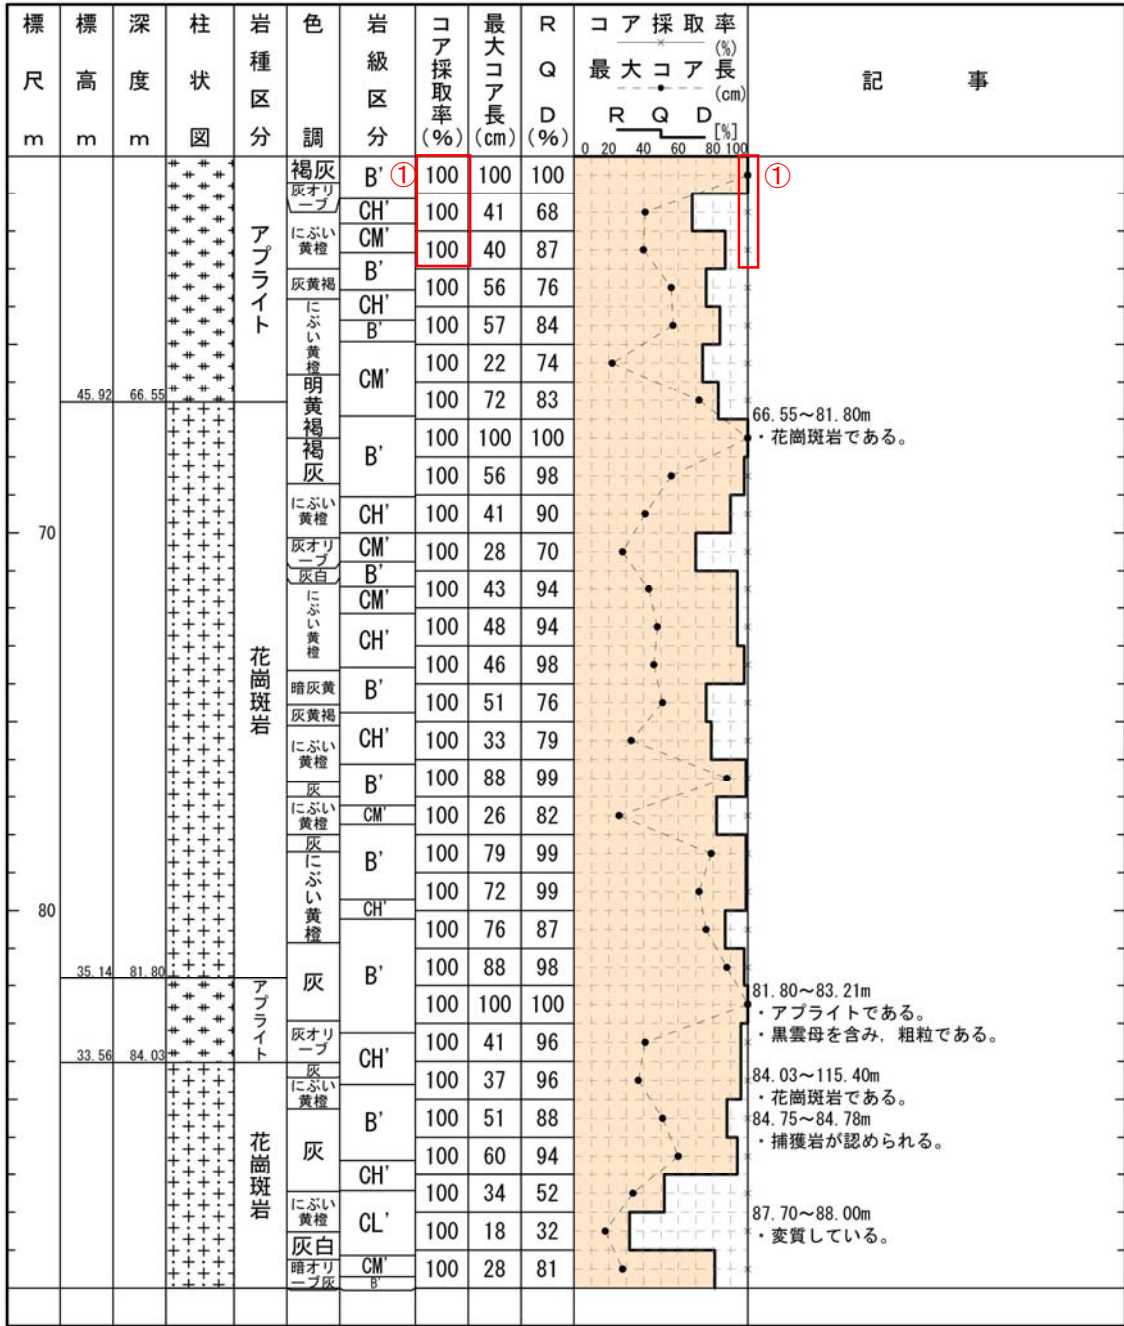 標尺 m
標高 m
深度 m
柱状図
岩種区分
色調
岩級区分
コア採取率(%)
最大コア長(cm)
RQD(%)
コア採取率(%)
最大コア長(cm)
RQD[%]
0 20 40 60 80 100
記事
70
80
45.92 66.55
35.14 81.80
33.56 84.03
アプライト
花崗斑岩
アプライト
花崗斑岩
褐灰
灰オリーブ
にぶい黄橙
灰黄褐
にぶい黄橙
明黄褐
褐灰
にぶい黄橙
灰オリーブ
灰白
にぶい黄橙
暗灰黄
灰黄褐
にぶい黄橙
灰
にぶい黄橙
灰
にぶい黄橙
灰
灰オリーブ
灰
にぶい黄橙
灰
にぶい黄橙
灰白
暗オリーブ灰
B'
CH'
CM'
B'
CH'
B'
CM'
B'
CH'
CM'
B'
CM'
CH'
B'
CH'
B'
CM'
B'
CH'
B'
CH'
B'
CH'
CL'
CM'
B'
①
①
100 100 100
100 41 68
100 40 87
100 56 76
100 57 84
100 22 74
100 72 83
100 100 100
100 56 98
100 41 90
100 28 70
100 43 94
100 48 94
100 46 98
100 51 76
100 33 79
100 88 99
100 26 82
100 79 99
100 72 99
100 76 87
100 88 98
100 100 100
100 41 96
100 37 96
100 51 88
100 60 94
100 34 52
100 18 32
100 28 81
66.55～81.80m
・花崗斑岩である。
81.80～83.21m
・アプライトである。
・黒雲母を含み，粗粒である。
84.03～115.40m
・花崗斑岩である。
84.75～84.78m
・捕獲岩が認められる。
87.70～88.00m
・変質している。